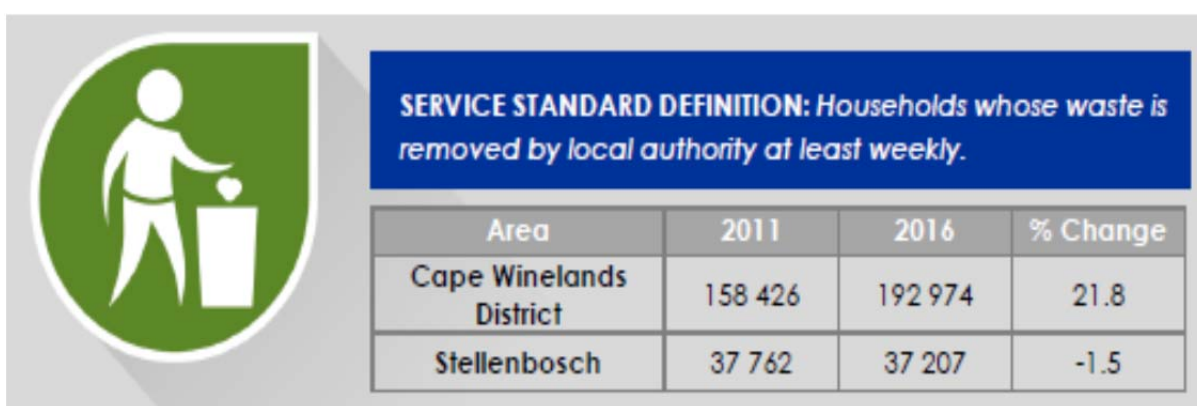 SERVICE STANDARD DEFINITION: Households whose waste is
removed by local authority at least weekly.
Area 2011 2016 % Change
Cape Winelands
District 158 426 192 974 21.8
Stellenbosch 37 762 37 207 -1.5